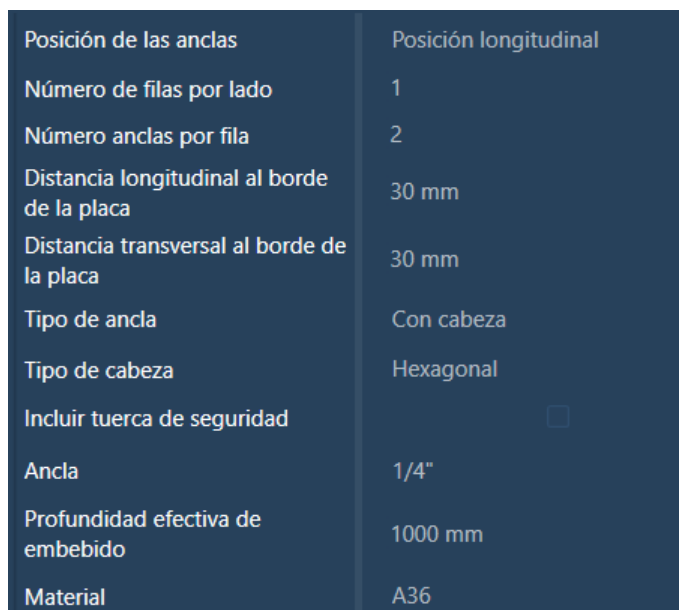 Posición de las anclas Posición longitudinal
Número de filas por lado 1
Número anclas por fila 2
Distancia longitudinal al borde
de la placa 30 mm
Distancia transversal al borde de
la placa 30 mm
Tipo de ancla Con cabeza
Tipo de cabeza Hexagonal
Incluir tuerca de seguridad
Ancla 1/4"
Profundidad efectiva de
embebido 1000 mm
Material A36